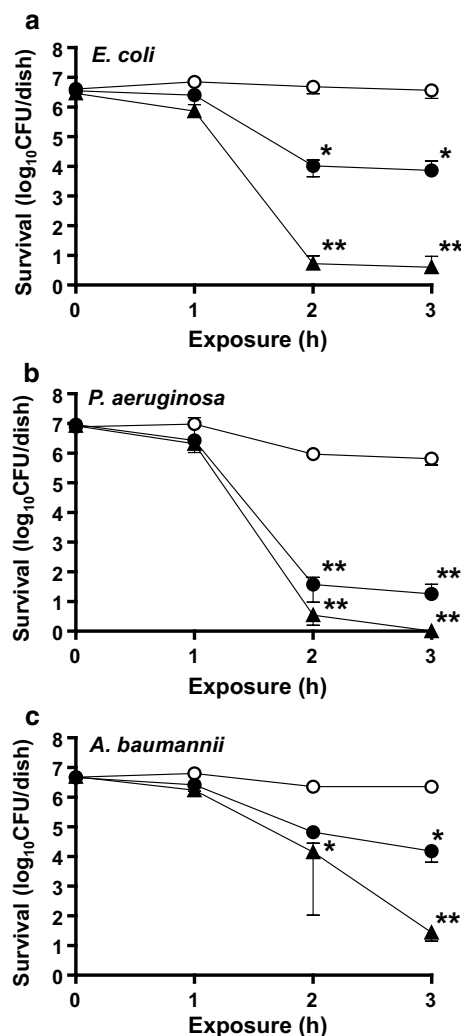 a
E. coli
Survival (log₁₀CFU/dish)
8
7
6
5
4
3
2
1
0
*
*
**
**
0 1 2 3
Exposure (h)
b
P. aeruginosa
Survival (log₁₀CFU/dish)
8
7
6
5
4
3
2
1
0
**
**
**
**
0 1 2 3
Exposure (h)
c
A. baumannii
Survival (log₁₀CFU/dish)
8
7
6
5
4
3
2
1
0
*
*
**
0 1 2 3
Exposure (h)